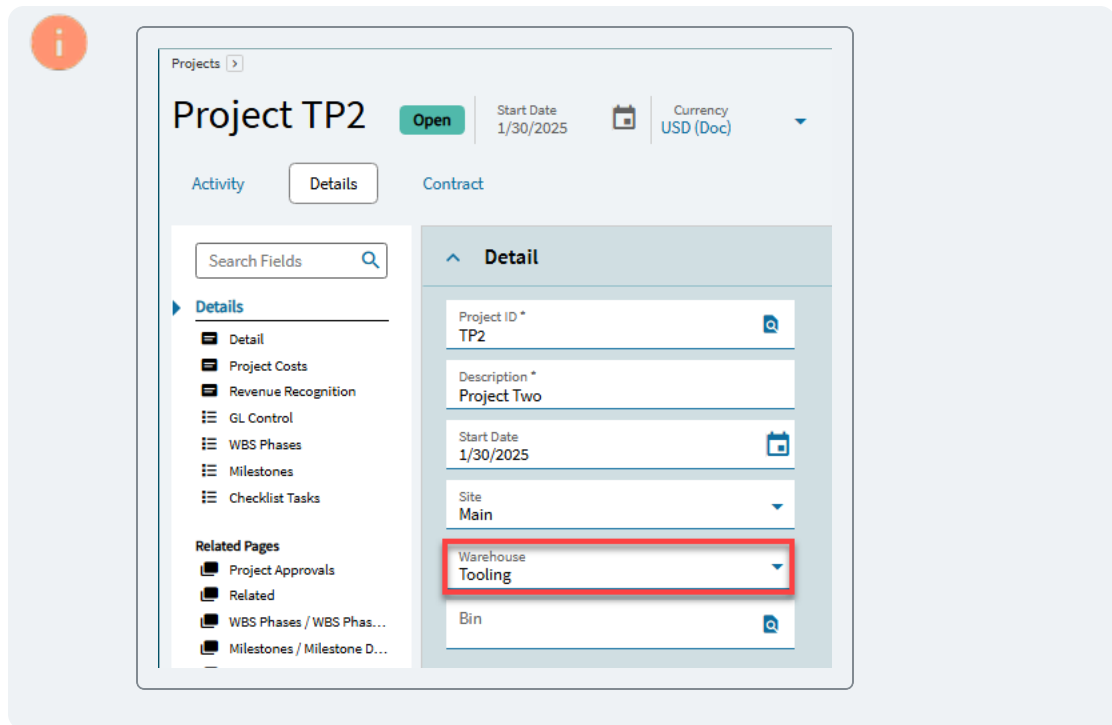 i
Projects >
Project TP2
Open
Start Date
1/30/2025
Currency
USD (Doc)
Activity
Details
Contract
Search Fields
Details
Detail
Project Costs
Revenue Recognition
GL Control
WBS Phases
Milestones
Checklist Tasks
Related Pages
Project Approvals
Related
WBS Phases / WBS Phas...
Milestones / Milestone D...
Detail
Project ID *
TP2
Description *
Project Two
Start Date
1/30/2025
Site
Main
Warehouse
Tooling
Bin